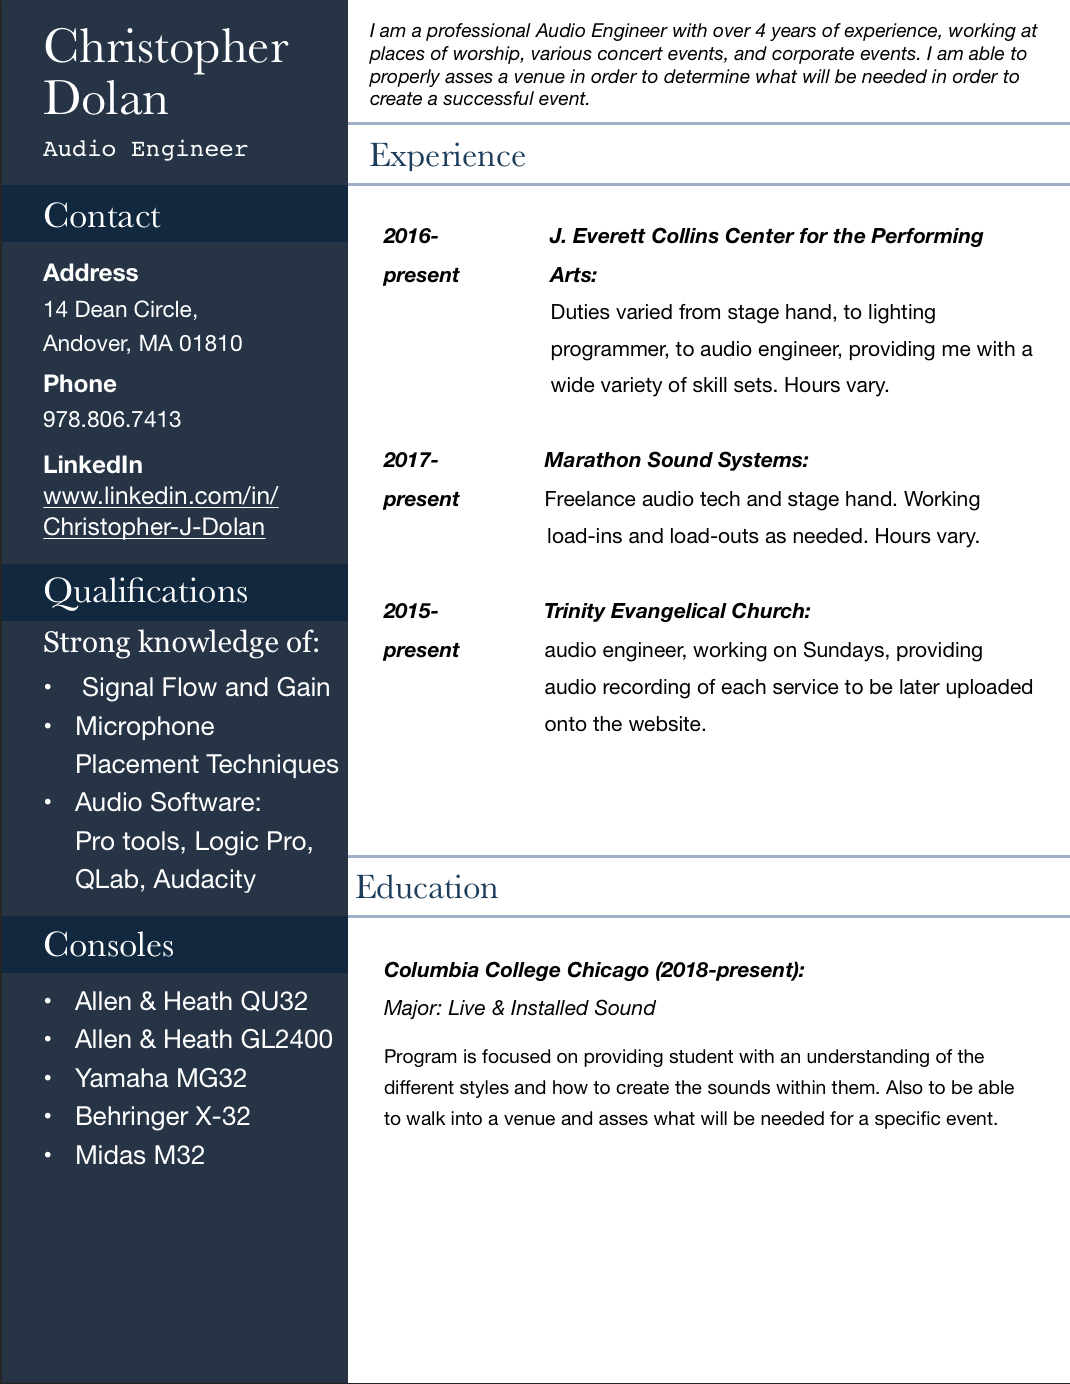 Christopher
Dolan
Audio Engineer
Contact
Address
14 Dean Circle,
Andover, MA 01810
Phone
978.806.7413
LinkedIn
www.linkedin.com/in/
Christopher-J-Dolan
Qualifications
Strong knowledge of:
• Signal Flow and Gain
• Microphone
Placement Techniques
• Audio Software:
Pro tools, Logic Pro,
QLab, Audacity
Consoles
• Allen & Heath QU32
• Allen & Heath GL2400
• Yamaha MG32
• Behringer X-32
• Midas M32
I am a professional Audio Engineer with over 4 years of experience, working at
places of worship, various concert events, and corporate events. I am able to
properly asses a venue in order to determine what will be needed in order to
create a successful event.
Experience
2016- J. Everett Collins Center for the Performing
present Arts:
Duties varied from stage hand, to lighting
programmer, to audio engineer, providing me with a
wide variety of skill sets. Hours vary.
2017- Marathon Sound Systems:
present Freelance audio tech and stage hand. Working
load-ins and load-outs as needed. Hours vary.
2015- Trinity Evangelical Church:
present audio engineer, working on Sundays, providing
audio recording of each service to be later uploaded
onto the website.
Education
Columbia College Chicago (2018-present):
Major: Live & Installed Sound
Program is focused on providing student with an understanding of the
different styles and how to create the sounds within them. Also to be able
to walk into a venue and asses what will be needed for a specific event.